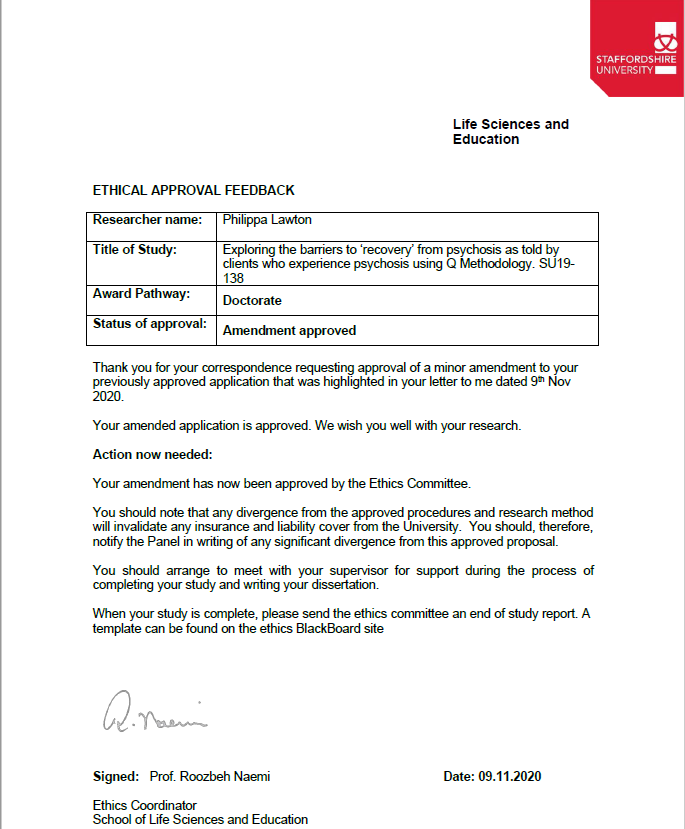 STAFFORDSHIRE
UNIVERSITY
Life Sciences and
Education
ETHICAL APPROVAL FEEDBACK
Researcher name: Philippa Lawton
Title of Study: Exploring the barriers to ‘recovery’ from psychosis as told by
clients who experience psychosis using Q Methodology. SU19-
138
Award Pathway: Doctorate
Status of approval: Amendment approved
Thank you for your correspondence requesting approval of a minor amendment to your
previously approved application that was highlighted in your letter to me dated 9th Nov
2020.
Your amended application is approved. We wish you well with your research.
Action now needed:
Your amendment has now been approved by the Ethics Committee.
You should note that any divergence from the approved procedures and research method
will invalidate any insurance and liability cover from the University. You should, therefore,
notify the Panel in writing of any significant divergence from this approved proposal.
You should arrange to meet with your supervisor for support during the process of
completing your study and writing your dissertation.
When your study is complete, please send the ethics committee an end of study report. A
template can be found on the ethics BlackBoard site
R. Naemi
Signed: Prof. Roozbeh Naemi Date: 09.11.2020
Ethics Coordinator
School of Life Sciences and Education